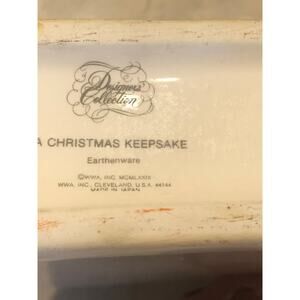 Designers'
Collection
A CHRISTMAS KEEPSAKE
Earthenware
©WWA, INC. MCMLXXIX
WWA, INC., CLEVELAND, U.S.A. 44144
MADE IN JAPAN